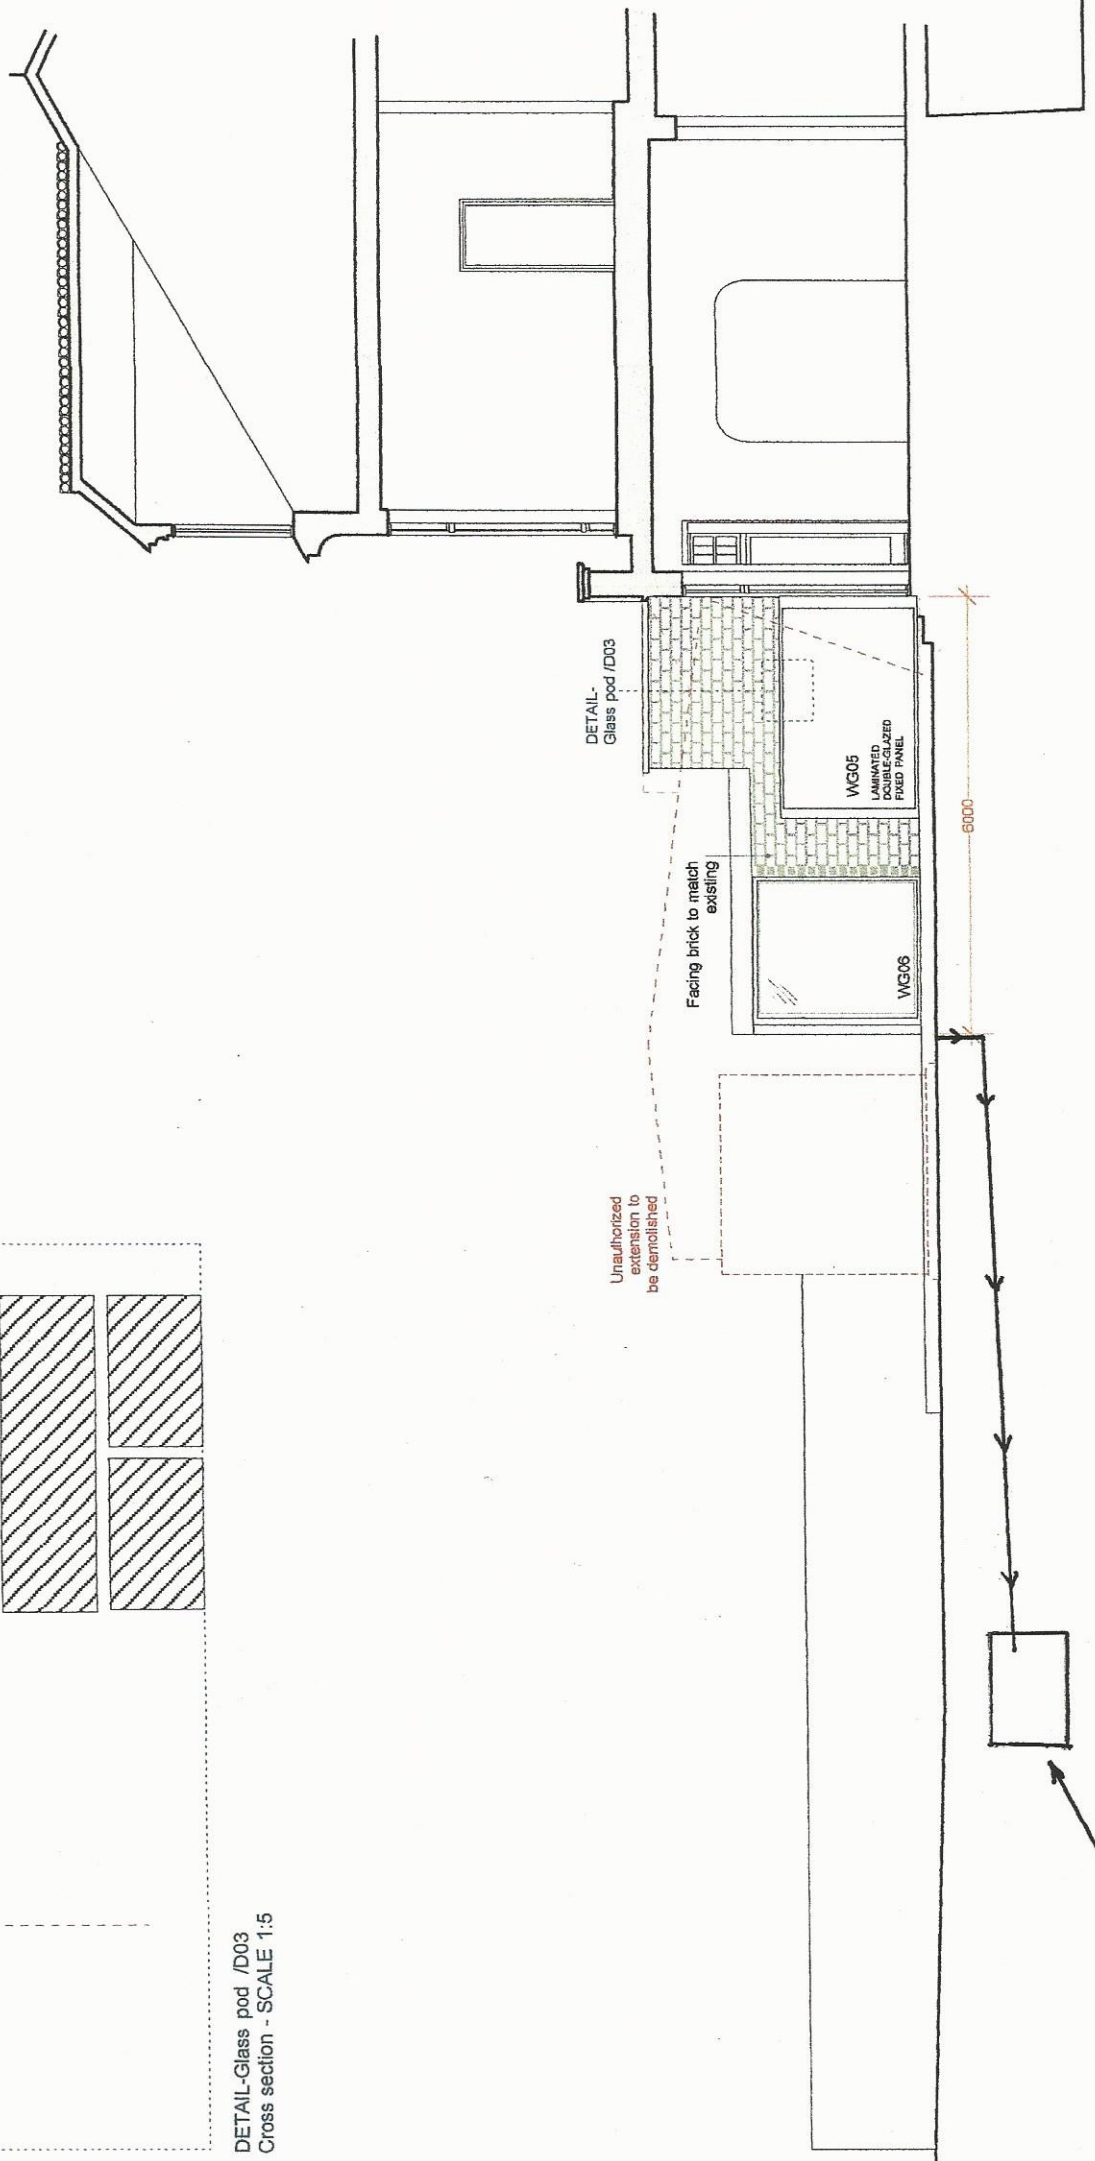 DETAIL-Glass pod /D03
Cross section - SCALE 1:5
Unauthorized
extension to
be demolished
Facing brick to match
existing
DETAIL-
Glass pod /D03
WG06
WG05
LAMINATED
DOUBLE-GLAZED
FIXED PANEL
6000